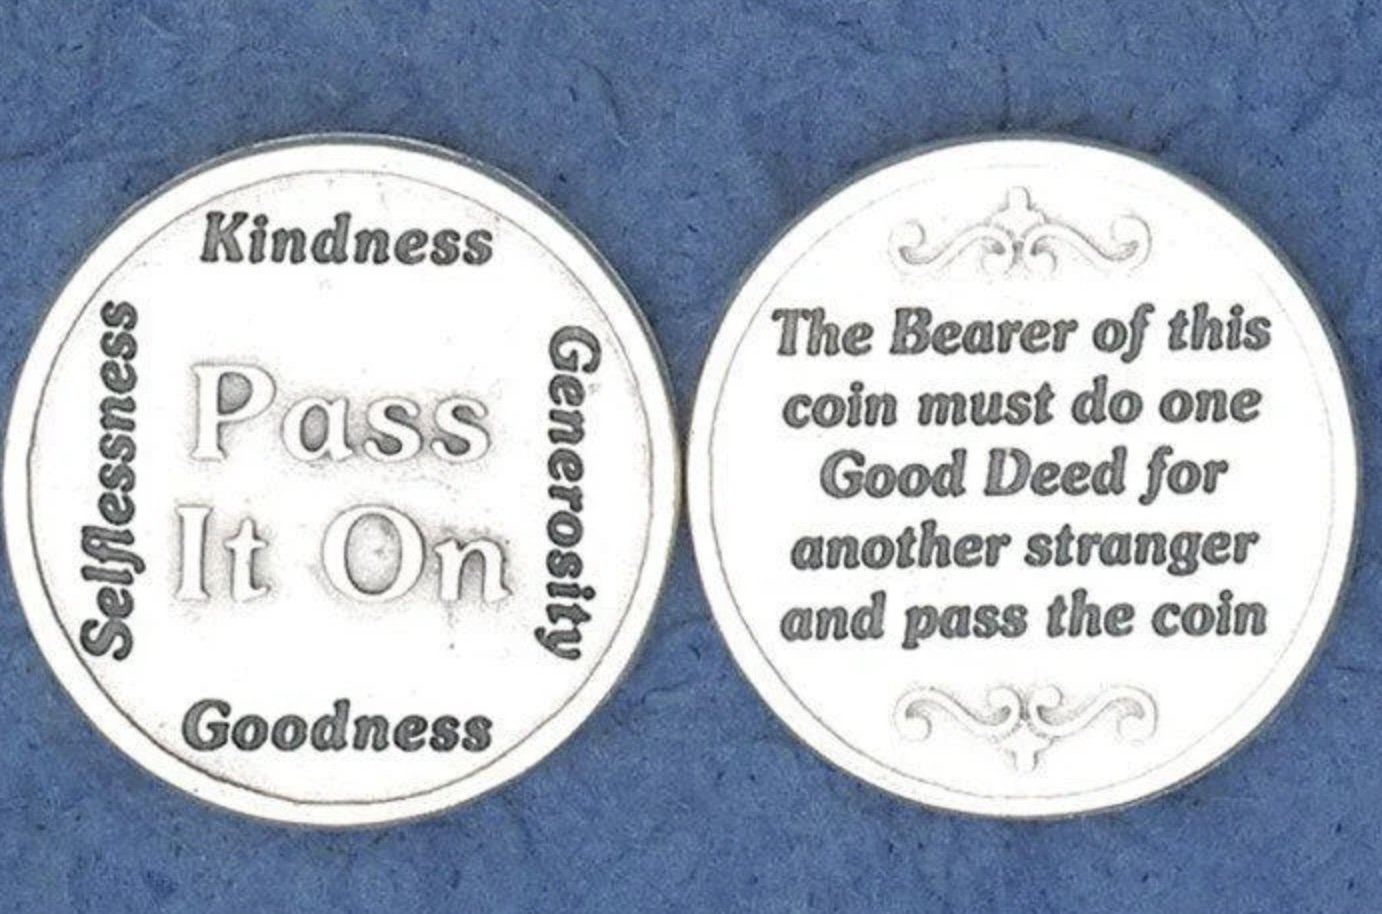 Kindness
Selflessness
Pass
It On
Generosity
Goodness
The Bearer of this
coin must do one
Good Deed for
another stranger
and pass the coin